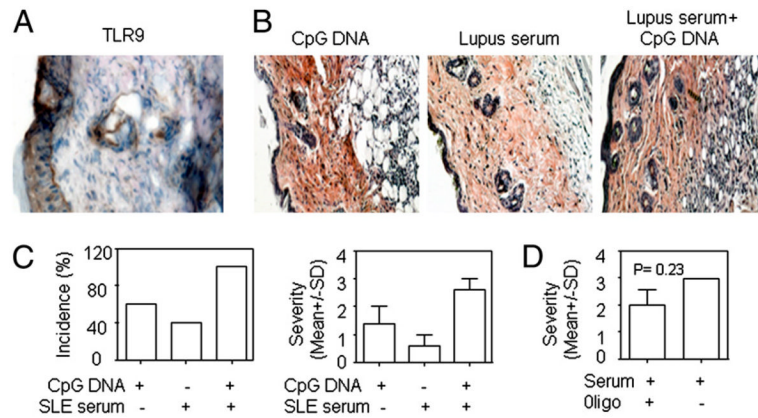 A
TLR9
B
CpG DNA
Lupus serum
Lupus serum+
CpG DNA
C
Incidence (%)
120
80
40
0
CpG DNA + - +
SLE serum - + +
Severity
(Mean+/-SD)
4
3
2
1
0
CpG DNA + - +
SLE serum - + +
D
Severity
(Mean+/-SD)
4
3
2
1
0
P= 0.23
Serum + +
Oligo + -